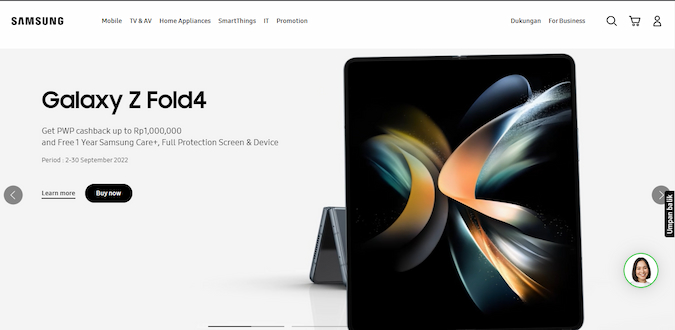 SAMSUNG
Mobile TV & AV Home Appliances SmartThings IT Promotion
Dukungan For Business
Galaxy Z Fold4
Get PWP cashback up to Rp1,000,000
and Free 1 Year Samsung Care+, Full Protection Screen & Device
Period : 2-30 September 2022
Learn more Buy now
Umpan balik